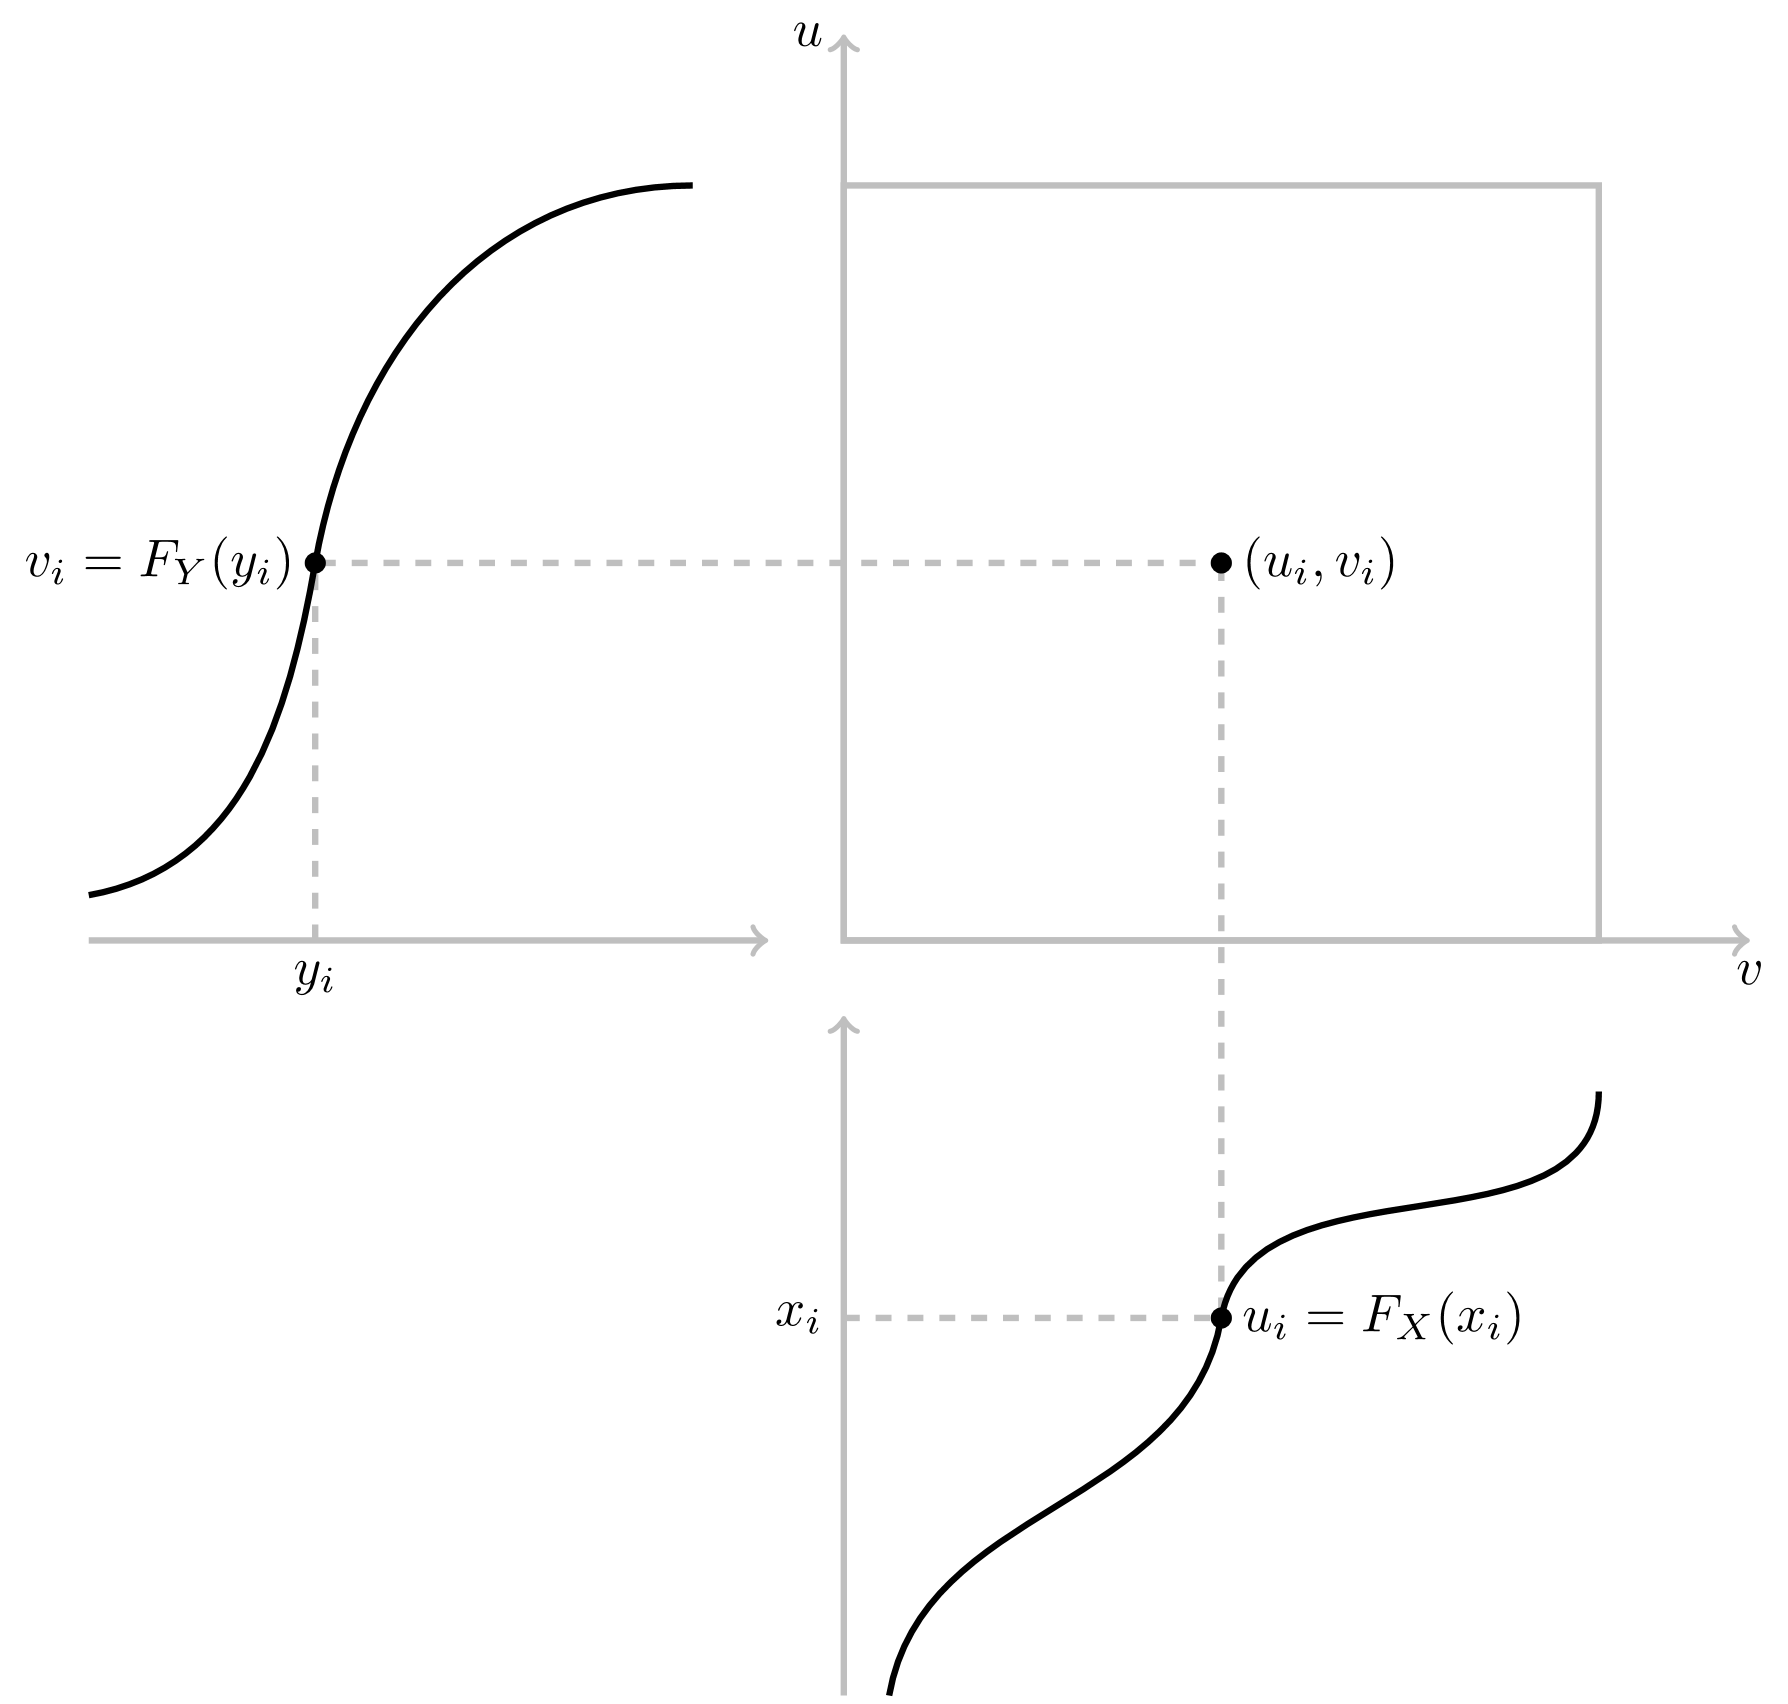 u
v_i = F_Y(y_i)
(u_i, v_i)
y_i
v
x_i
u_i = F_X(x_i)